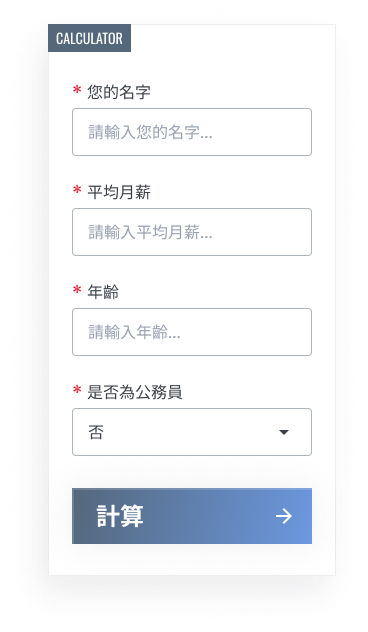 CALCULATOR
* 您的名字
請輸入您的名字...
* 平均月薪
請輸入平均月薪...
* 年齡
請輸入年齡...
* 是否為公務員
否
計算